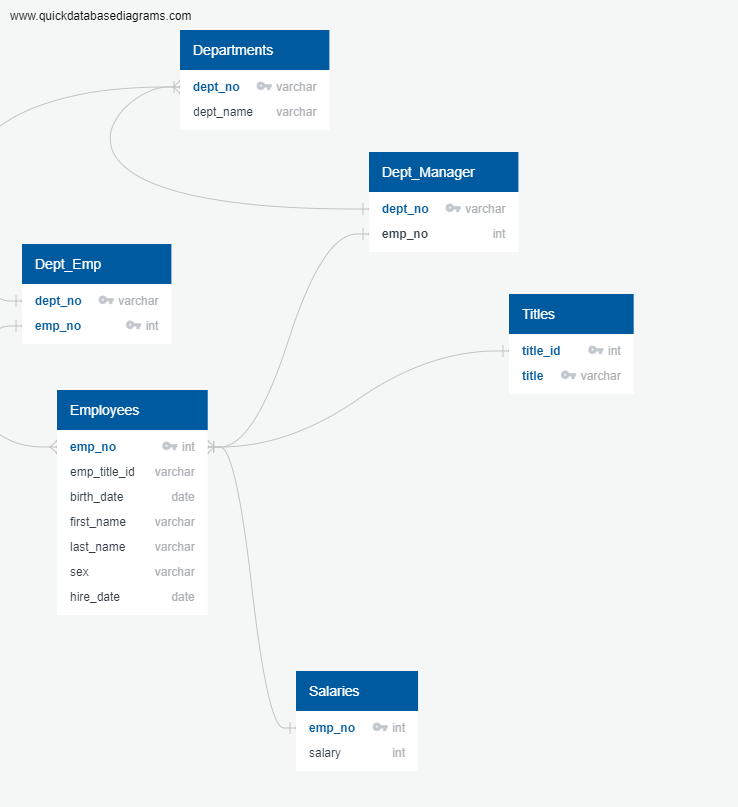 www.quickdatabasediagrams.com
Departments
dept_no varchar
dept_name varchar
Dept_Manager
dept_no varchar
emp_no int
Dept_Emp
dept_no varchar
emp_no int
Titles
title_id int
title varchar
Employees
emp_no int
emp_title_id varchar
birth_date date
first_name varchar
last_name varchar
sex varchar
hire_date date
Salaries
emp_no int
salary int